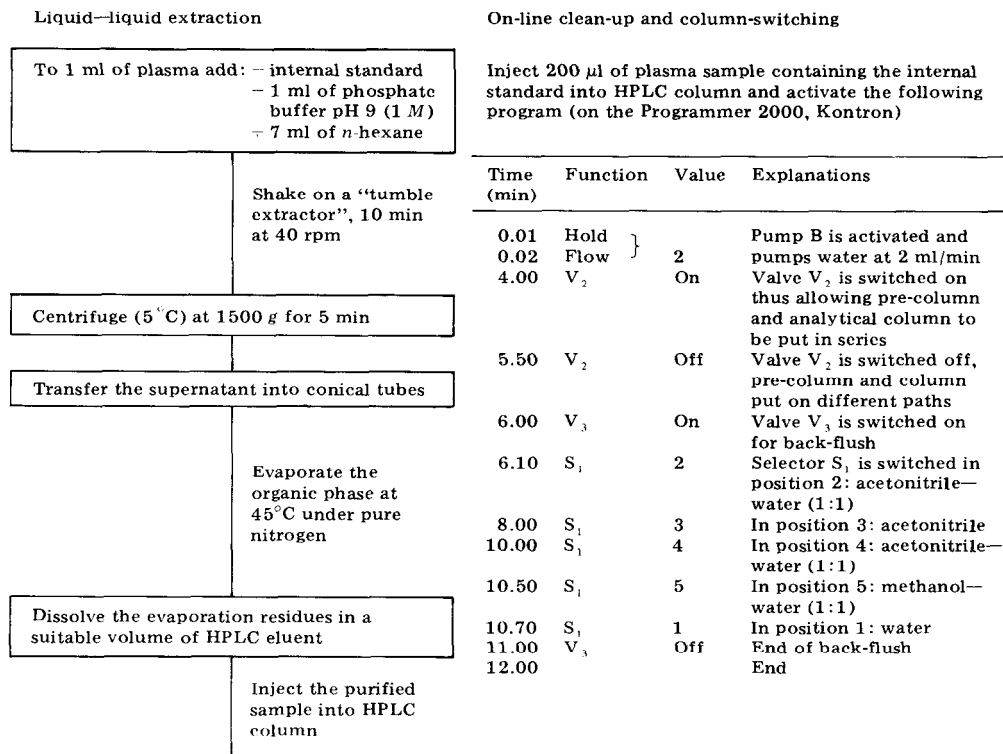 Liquid—liquid extraction
To 1 ml of plasma add: — internal standard
— 1 ml of phosphate
buffer pH 9 (1 M)
— 7 ml of n-hexane
Shake on a “tumble
extractor”, 10 min
at 40 rpm
Centrifuge (5°C) at 1500 g for 5 min
Transfer the supernatant into conical tubes
Evaporate the
organic phase at
45°C under pure
nitrogen
Dissolve the evaporation residues in a
suitable volume of HPLC eluent
Inject the purified
sample into HPLC
column
On-line clean-up and column-switching
Inject 200 μl of plasma sample containing the internal
standard into HPLC column and activate the following
program (on the Programmer 2000, Kontron)
Time Function Value Explanations
(min)
0.01 Hold } Pump B is activated and
0.02 Flow 2 pumps water at 2 ml/min
4.00 V₂ On Valve V₂ is switched on
thus allowing pre-column
and analytical column to
be put in series
5.50 V₂ Off Valve V₂ is switched off,
pre-column and column
put on different paths
6.00 V₃ On Valve V₃ is switched on
for back-flush
6.10 S₁ 2 Selector S₁ is switched in
position 2: acetonitrile—
water (1:1)
8.00 S₁ 3 In position 3: acetonitrile
10.00 S₁ 4 In position 4: acetonitrile—
water (1:1)
10.50 S₁ 5 In position 5: methanol—
water (1:1)
10.70 S₁ 1 In position 1: water
11.00 V₃ Off End of back-flush
12.00 End